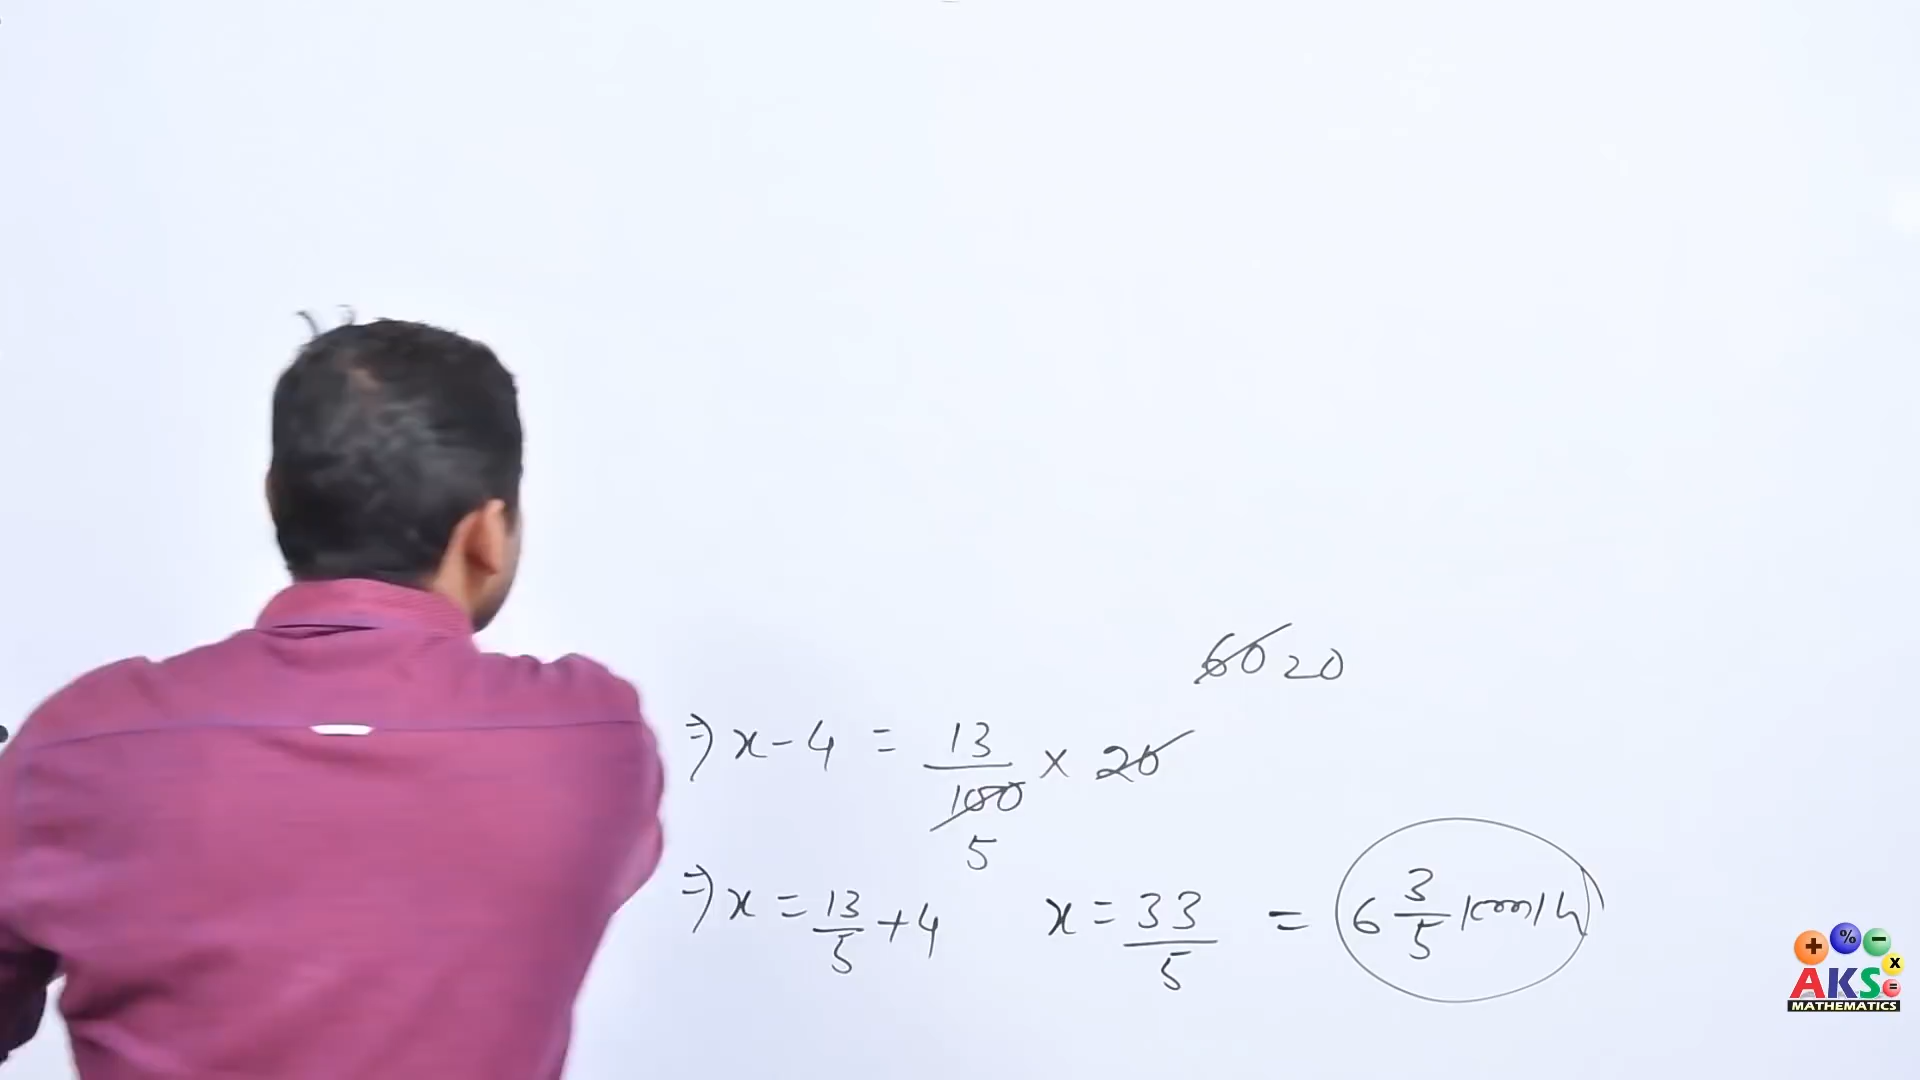 60 20
⇒ x - 4 = 13/100 × 20
5
⇒ x = 13/5 + 4 x = 33/5 = 6 3/5 km/h
+ % - x =
AKS
MATHEMATICS